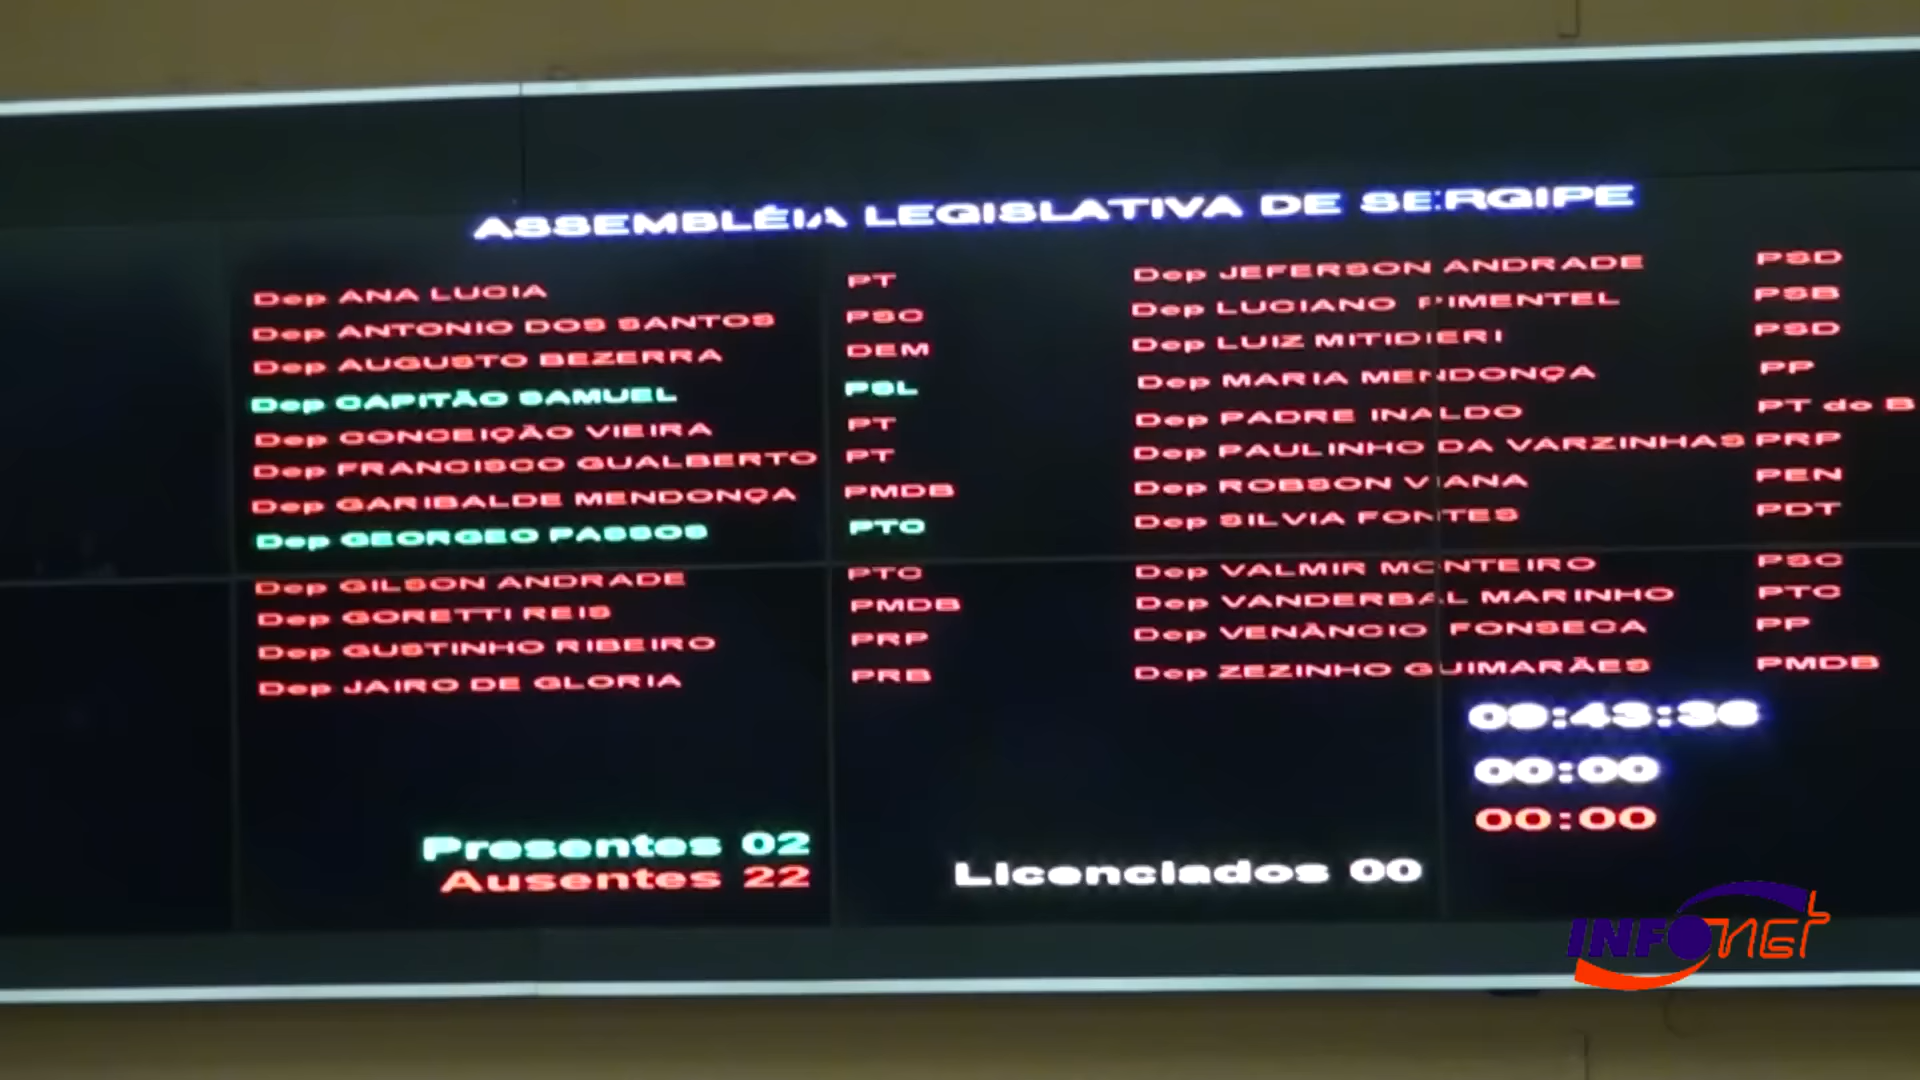 ASSEMBLÉIA LEGISLATIVA DE SERGIPE
Dep ANA LUCIA PT
Dep ANTONIO DOS SANTOS PSC
Dep AUGUSTO BEZERRA DEM
Dep CAPITÃO SAMUEL PSL
Dep CONCEIÇÃO VIEIRA PT
Dep FRANCISCO GUALBERTO PT
Dep GARIBALDE MENDONÇA PMDB
Dep GEORGEO PASSOS PTC
Dep GILSON ANDRADE PTC
Dep GORETTI REIS PMDB
Dep GUSTINHO RIBEIRO PRP
Dep JAIRO DE GLORIA PRB
Dep JEFERSON ANDRADE PSD
Dep LUCIANO PIMENTEL PSB
Dep LUIZ MITIDIERI PSD
Dep MARIA MENDONÇA PP
Dep PADRE INALDO PT do B
Dep PAULINHO DA VARZINHAS PRP
Dep ROBSON VIANA PEN
Dep SILVIA FONTES PDT
Dep VALMIR MONTEIRO PSC
Dep VANDERBAL MARINHO PTC
Dep VENÂNCIO FONSECA PP
Dep ZEZINHO GUIMARÃES PMDB
09:43:36
00:00
00:00
Presentes 02
Ausentes 22
Licenciados 00
INFONET